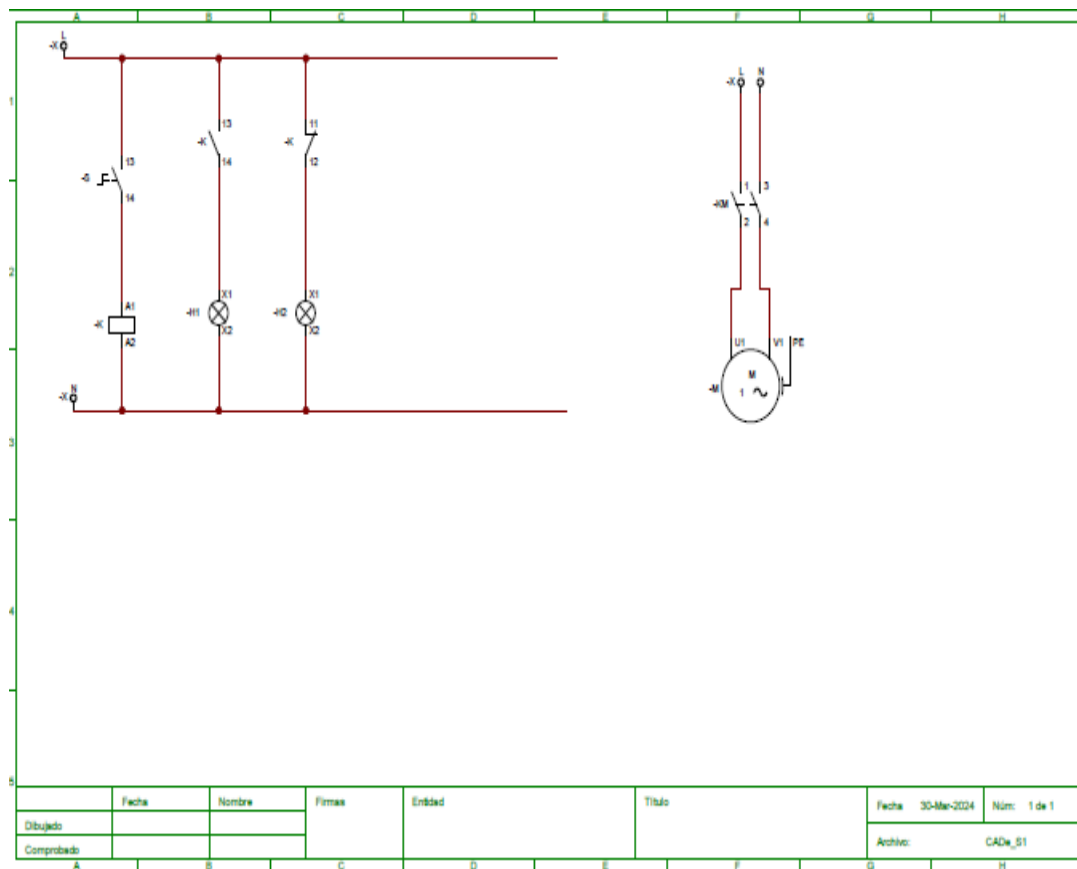 A B C D E F G H
L
-X
L N
-X
1
13
-K
14
11
-K
12
13
-S
14
1 3
-KM
2 4
2
X1
-H1
X2
X1
-H2
X2
A1
-K
A2
U1 V1 PE
M
-M
1
N
-X
3
4
5
Fecha Nombre Firmas Entidad Título Fecha 30-Mar-2024 Núm: 1 de 1
Dibujado
Comprobado
Archivo: CADe_S1
A B C D E F G H